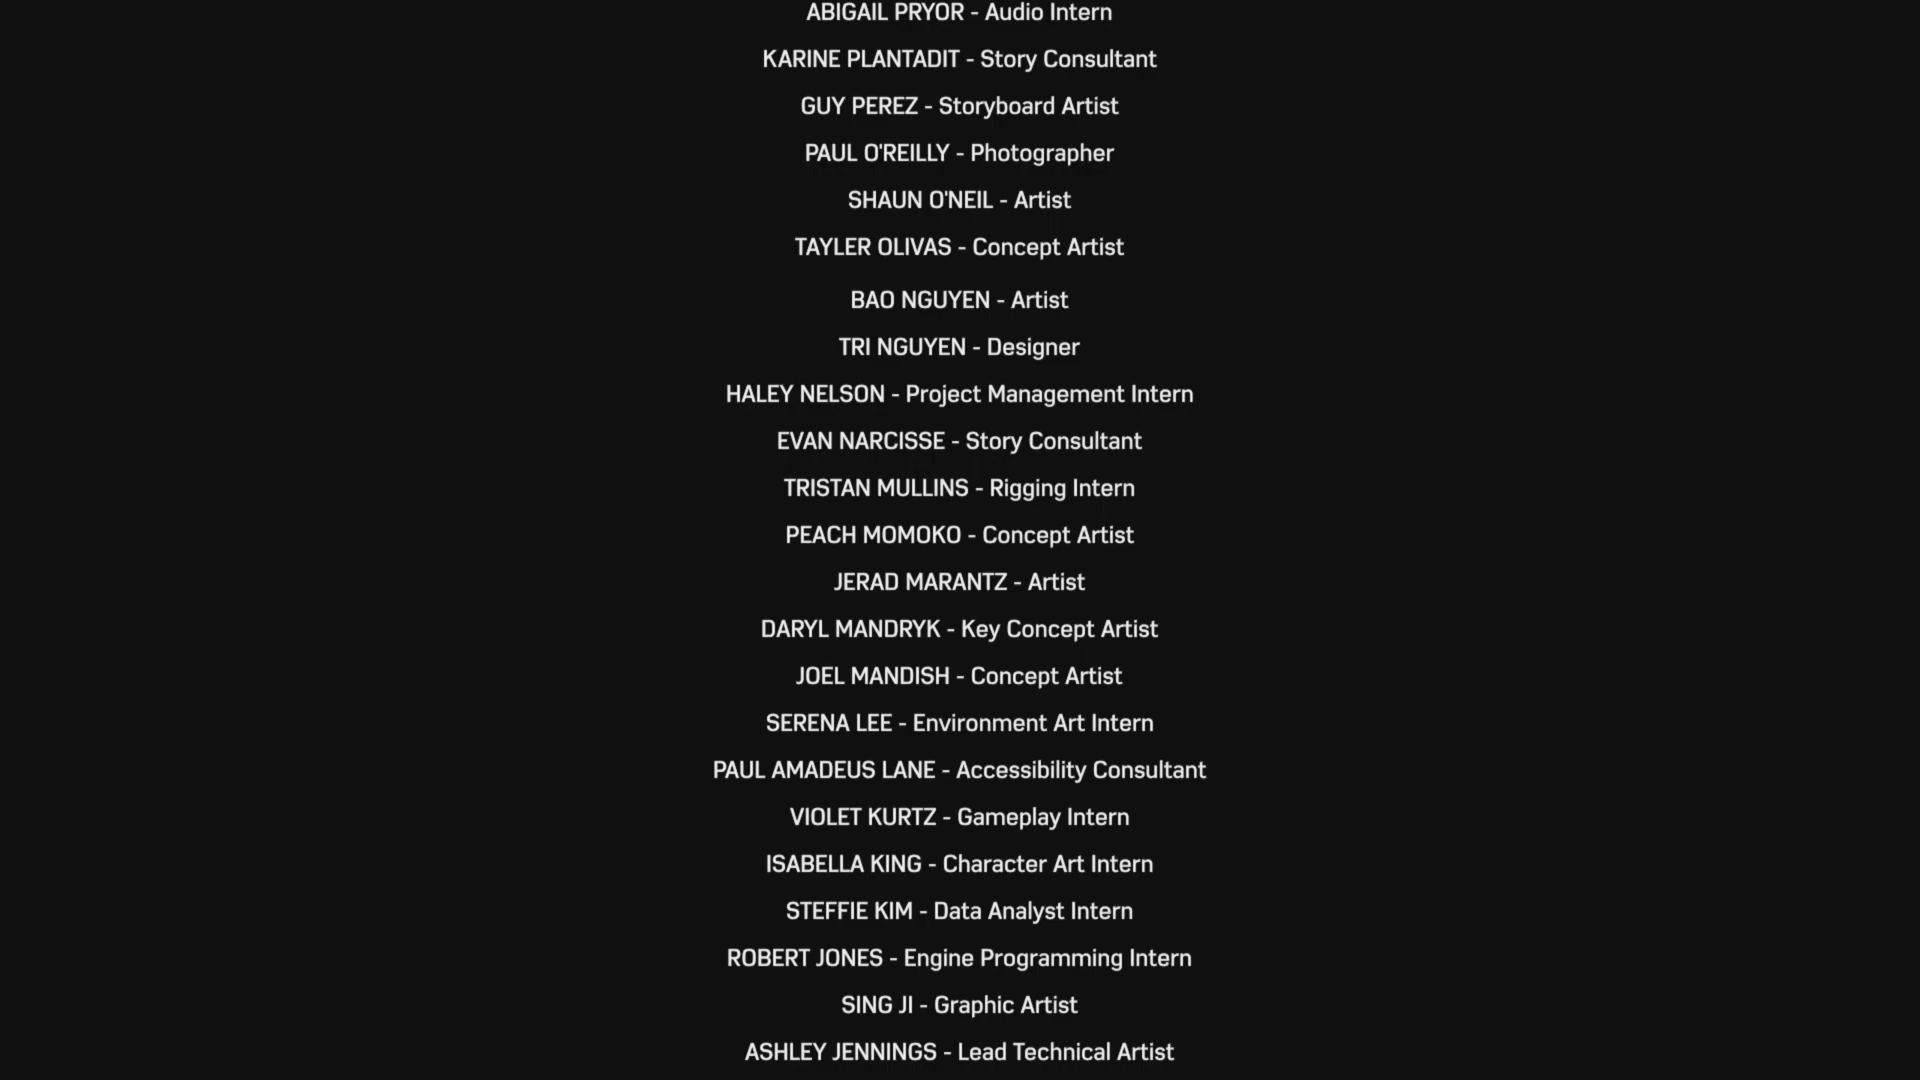 ABIGAIL PRYOR - Audio Intern
KARINE PLANTADIT - Story Consultant
GUY PEREZ - Storyboard Artist
PAUL O'REILLY - Photographer
SHAUN O'NEIL - Artist
TAYLER OLIVAS - Concept Artist
BAO NGUYEN - Artist
TRI NGUYEN - Designer
HALEY NELSON - Project Management Intern
EVAN NARCISSE - Story Consultant
TRISTAN MULLINS - Rigging Intern
PEACH MOMOKO - Concept Artist
JERAD MARANTZ - Artist
DARYL MANDRYK - Key Concept Artist
JOEL MANDISH - Concept Artist
SERENA LEE - Environment Art Intern
PAUL AMADEUS LANE - Accessibility Consultant
VIOLET KURTZ - Gameplay Intern
ISABELLA KING - Character Art Intern
STEFFIE KIM - Data Analyst Intern
ROBERT JONES - Engine Programming Intern
SING JI - Graphic Artist
ASHLEY JENNINGS - Lead Technical Artist